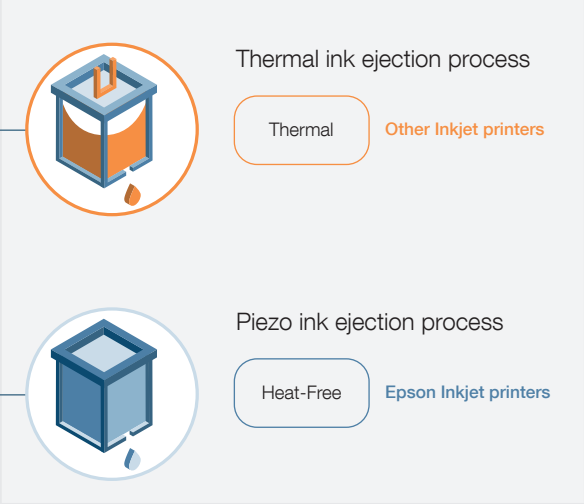 Thermal ink ejection process
Thermal
Other Inkjet printers
Piezo ink ejection process
Heat-Free
Epson Inkjet printers